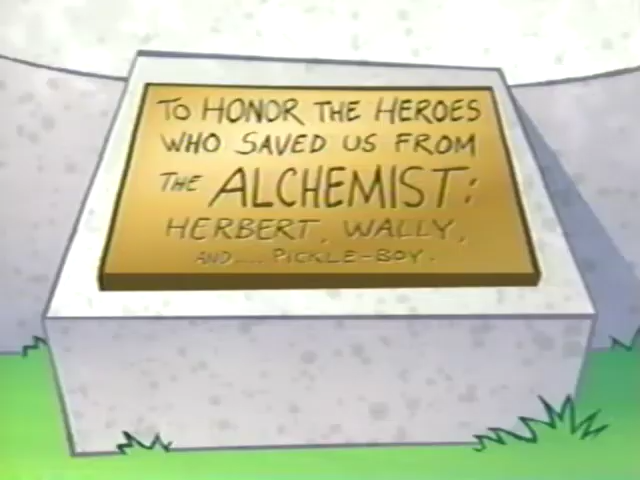 TO HONOR THE HEROES
WHO SAVED US FROM
THE ALCHEMIST:
HERBERT, WALLY,
AND.... PICKLE-BOY.